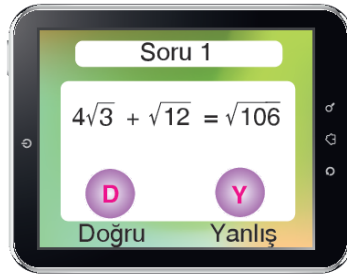 Soru 1
4√3 + √12 = √106
D Y
Doğru Yanlış